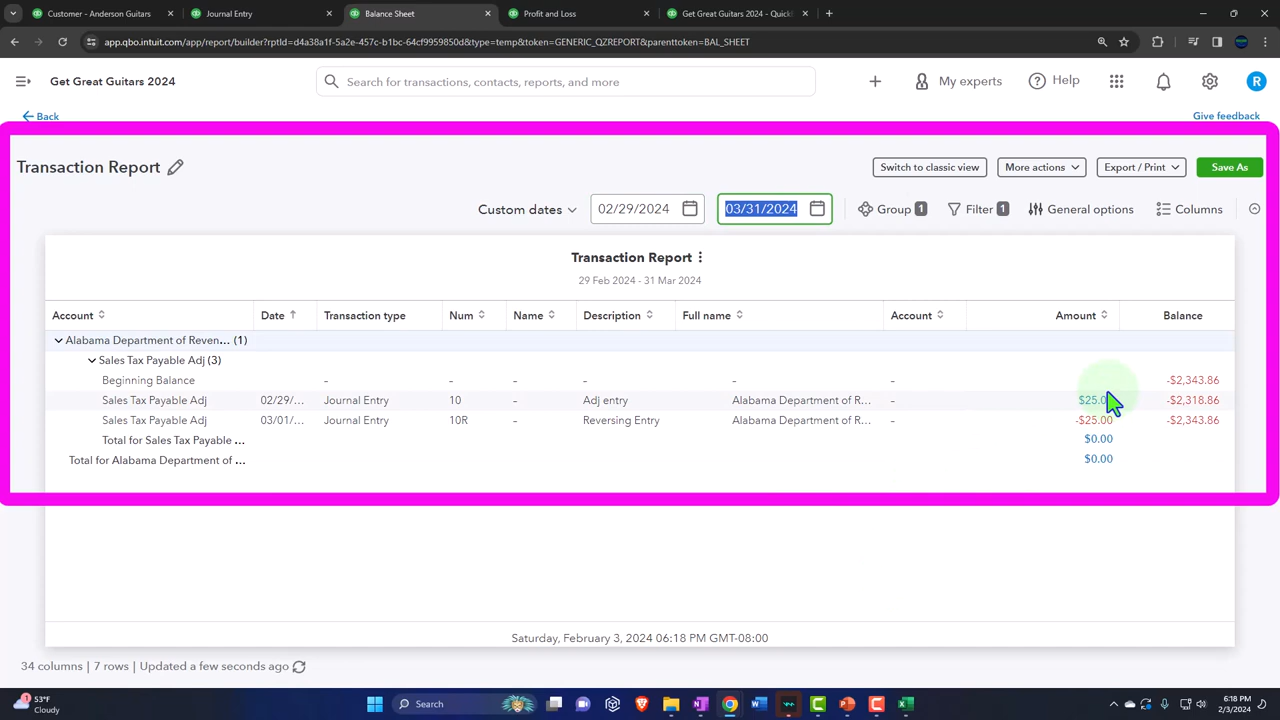 Customer - Anderson Guitars
Journal Entry
Balance Sheet
Profit and Loss
Get Great Guitars 2024 - Quick
app.qbo.intuit.com/app/report/builder?rptId=d4a38a1f-5a2e-457c-b1bc-64cf9959850d&type=temp&token=GENERIC_QZREPORT&parenttoken=BAL_SHEET
Get Great Guitars 2024
Search for transactions, contacts, reports, and more
My experts
Help
R
Back
Give feedback
Transaction Report
Switch to classic view
More actions
Export / Print
Save As
Custom dates
02/29/2024
03/31/2024
Group 1
Filter 1
General options
Columns
Transaction Report
29 Feb 2024 - 31 Mar 2024
Account Date Transaction type Num Name Description Full name Account Amount Balance
Alabama Department of Reven... (1)
Sales Tax Payable Adj (3)
Beginning Balance - - - - - - -$2,343.86
Sales Tax Payable Adj 02/29/... Journal Entry 10 - Adj entry Alabama Department of R... - $25.0 -$2,318.86
Sales Tax Payable Adj 03/01/... Journal Entry 10R - Reversing Entry Alabama Department of R... - -$25.00 -$2,343.86
Total for Sales Tax Payable ... $0.00
Total for Alabama Department of ... $0.00
Saturday, February 3, 2024 06:18 PM GMT-08:00
34 columns | 7 rows | Updated a few seconds ago
53°F
Cloudy
Search
6:18 PM
2/3/2024